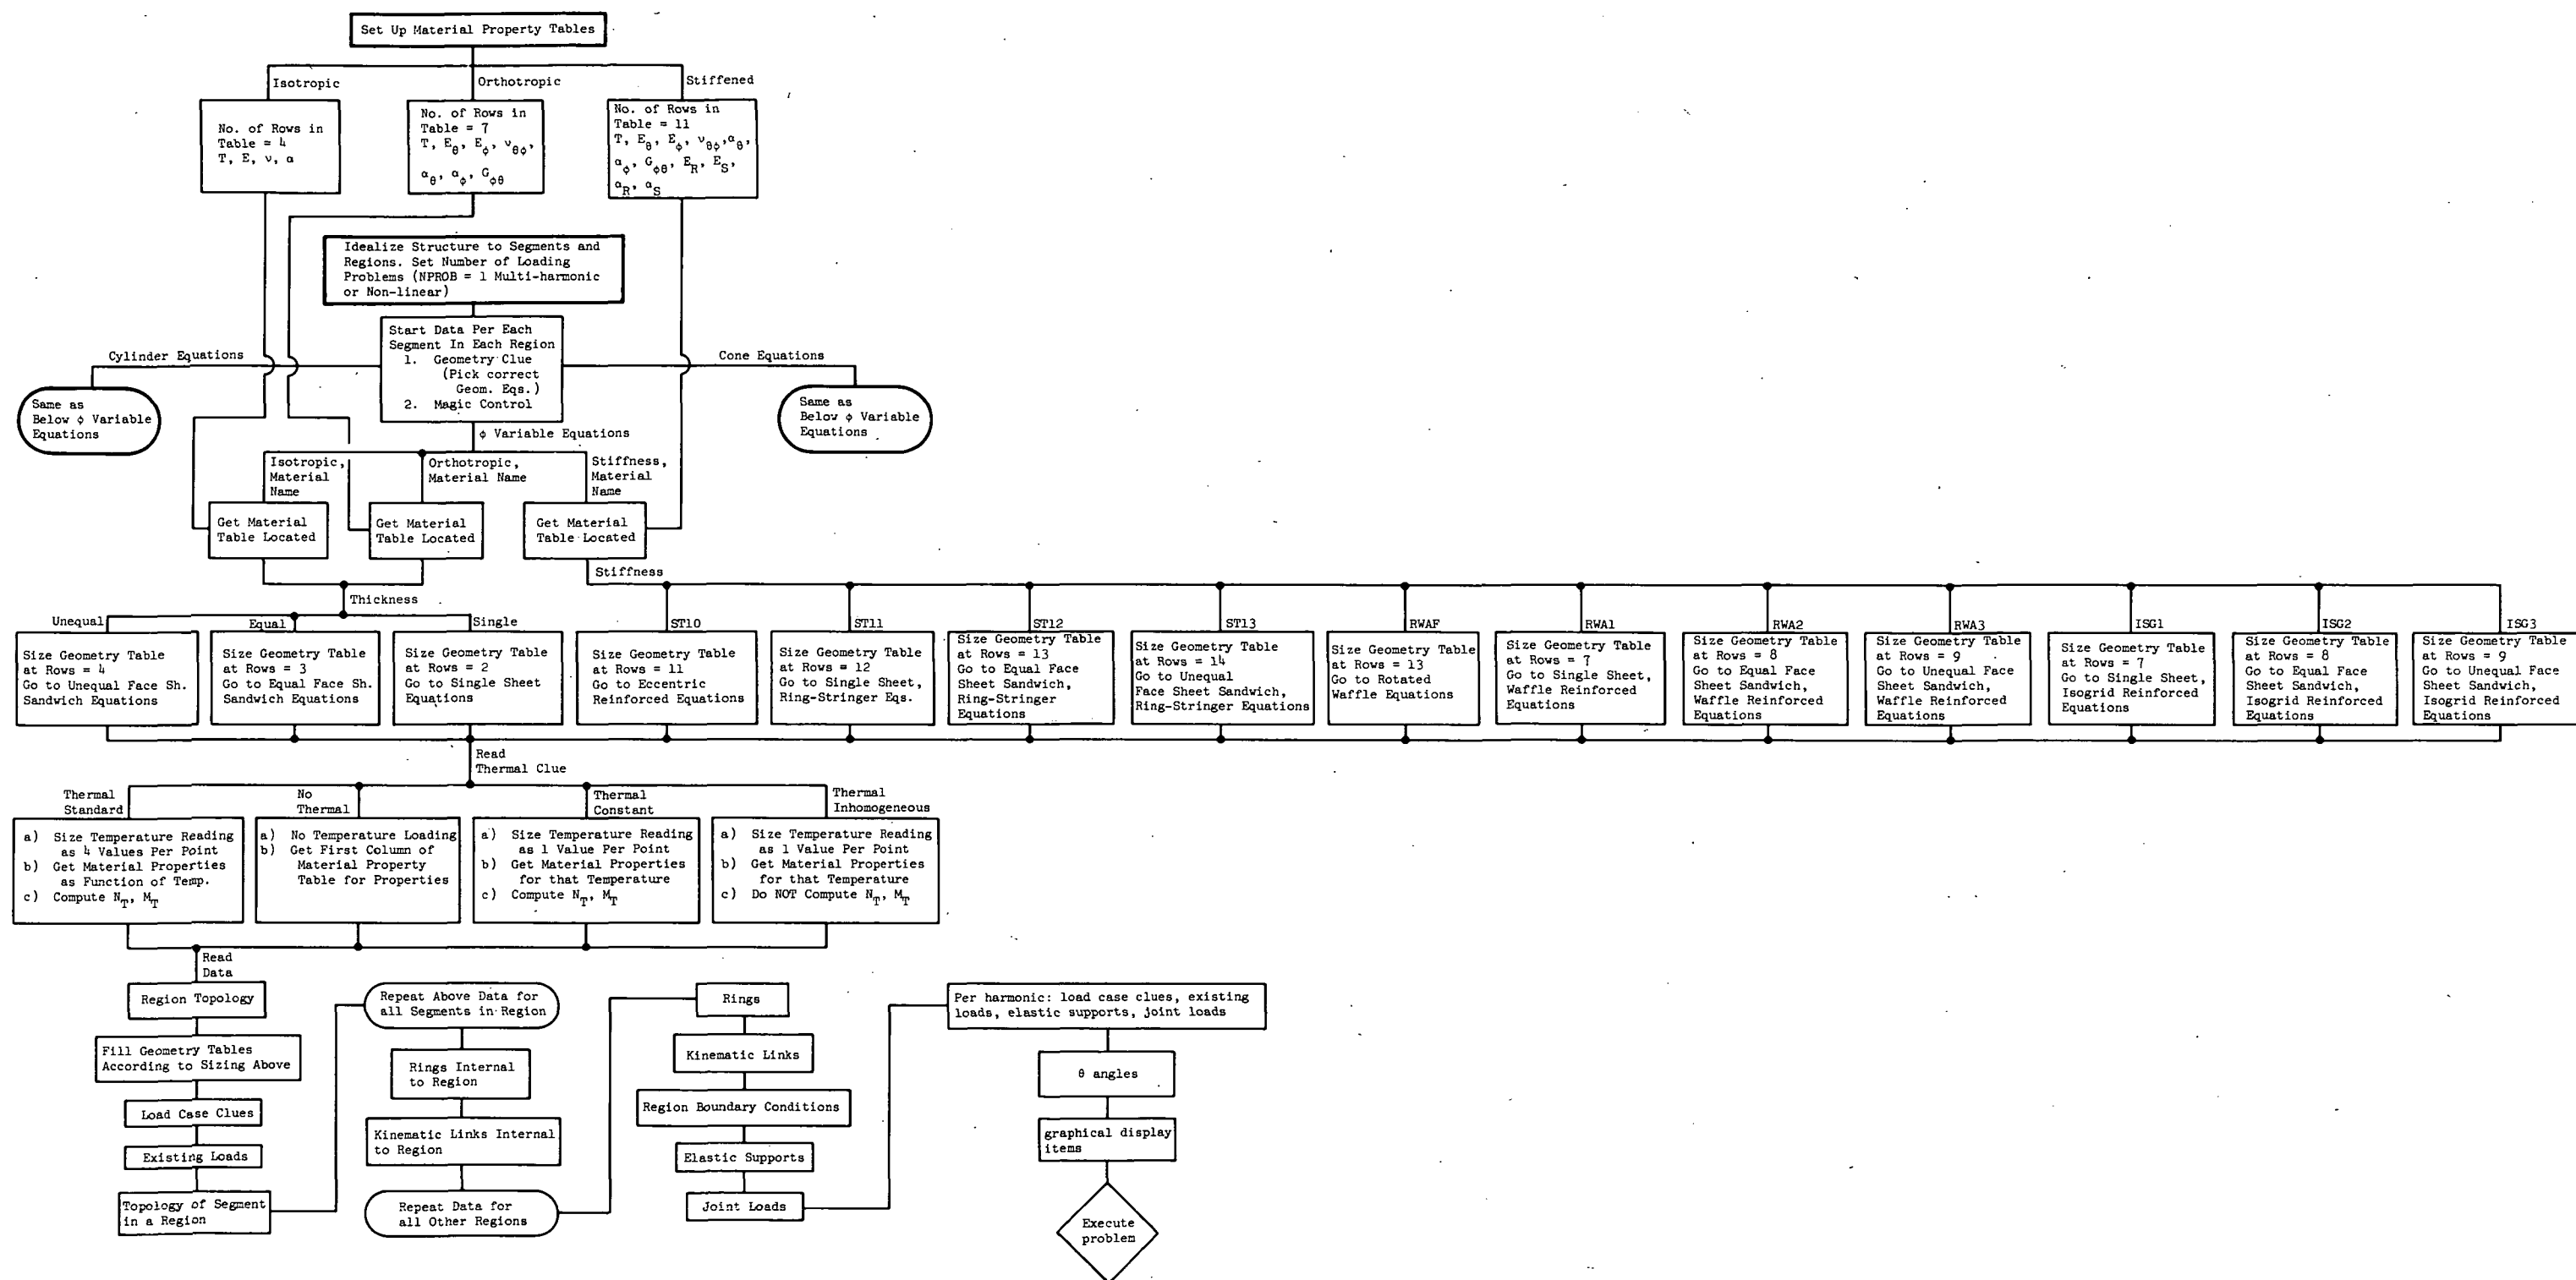 Set Up Material Property Tables
Isotropic
Orthotropic
Stiffened
No. of Rows in
Table = 4
T, E, ν, α
No. of Rows in
Table = 7
T, E_θ, E_ϕ, ν_θϕ,
α_θ, α_ϕ, G_ϕθ
No. of Rows in
Table = 11
T, E_θ, E_ϕ, ν_θϕ, α_θ,
α_ϕ, G_ϕθ, E_R, E_S,
α_R, α_S
Idealize Structure to Segments and
Regions. Set Number of Loading
Problems (NPROB = 1 Multi-harmonic
or Non-linear)
Start Data Per Each
Segment In Each Region
1. Geometry Clue
(Pick correct
Geom. Eqs.)
2. Magic Control
Cylinder Equations
Cone Equations
Same as
Below ϕ Variable
Equations
Same as
Below ϕ Variable
Equations
ϕ Variable Equations
Isotropic,
Material
Name
Orthotropic,
Material Name
Stiffness,
Material
Name
Get Material
Table Located
Get Material
Table Located
Get Material
Table Located
Stiffness
Thickness
Unequal
Size Geometry Table
at Rows = 4
Go to Unequal Face Sh.
Sandwich Equations
Equal
Size Geometry Table
at Rows = 3
Go to Equal Face Sh.
Sandwich Equations
Single
Size Geometry Table
at Rows = 2
Go to Single Sheet
Equations
ST10
Size Geometry Table
at Rows = 11
Go to Eccentric
Reinforced Equations
ST11
Size Geometry Table
at Rows = 12
Go to Single Sheet,
Ring-Stringer Eqs.
ST12
Size Geometry Table
at Rows = 13
Go to Equal Face
Sheet Sandwich,
Ring-Stringer
Equations
ST13
Size Geometry Table
at Rows = 14
Go to Unequal
Face Sheet Sandwich,
Ring-Stringer Equations
RWAF
Size Geometry Table
at Rows = 13
Go to Rotated
Waffle Equations
RWA1
Size Geometry Table
at Rows = 7
Go to Single Sheet,
Waffle Reinforced
Equations
RWA2
Size Geometry Table
at Rows = 8
Go to Equal Face
Sheet Sandwich,
Waffle Reinforced
Equations
RWA3
Size Geometry Table
at Rows = 9
Go to Unequal Face
Sheet Sandwich,
Waffle Reinforced
Equations
ISG1
Size Geometry Table
at Rows = 7
Go to Single Sheet,
Isogrid Reinforced
Equations
ISG2
Size Geometry Table
at Rows = 8
Go to Equal Face
Sheet Sandwich,
Isogrid Reinforced
Equations
ISG3
Size Geometry Table
at Rows = 9
Go to Unequal Face
Sheet Sandwich,
Isogrid Reinforced
Equations
Read
Thermal Clue
Thermal
Standard
a) Size Temperature Reading
as 4 Values Per Point
b) Get Material Properties
as Function of Temp.
c) Compute N_T, M_T
No
Thermal
a) No Temperature Loading
b) Get First Column of
Material Property
Table for Properties
Thermal
Constant
a) Size Temperature Reading
as 1 Value Per Point
b) Get Material Properties
for that Temperature
c) Compute N_T, M_T
Thermal
Inhomogeneous
a) Size Temperature Reading
as 1 Value Per Point
b) Get Material Properties
for that Temperature
c) Do NOT Compute N_T, M_T
Read
Data
Region Topology
Fill Geometry Tables
According to Sizing Above
Load Case Clues
Existing Loads
Topology of Segment
in a Region
Repeat Above Data for
all Segments in Region
Rings Internal
to Region
Kinematic Links Internal
to Region
Repeat Data for
all Other Regions
Rings
Kinematic Links
Region Boundary Conditions
Elastic Supports
Joint Loads
Per harmonic: load case clues, existing
loads, elastic supports, joint loads
θ angles
graphical display
items
Execute
problem